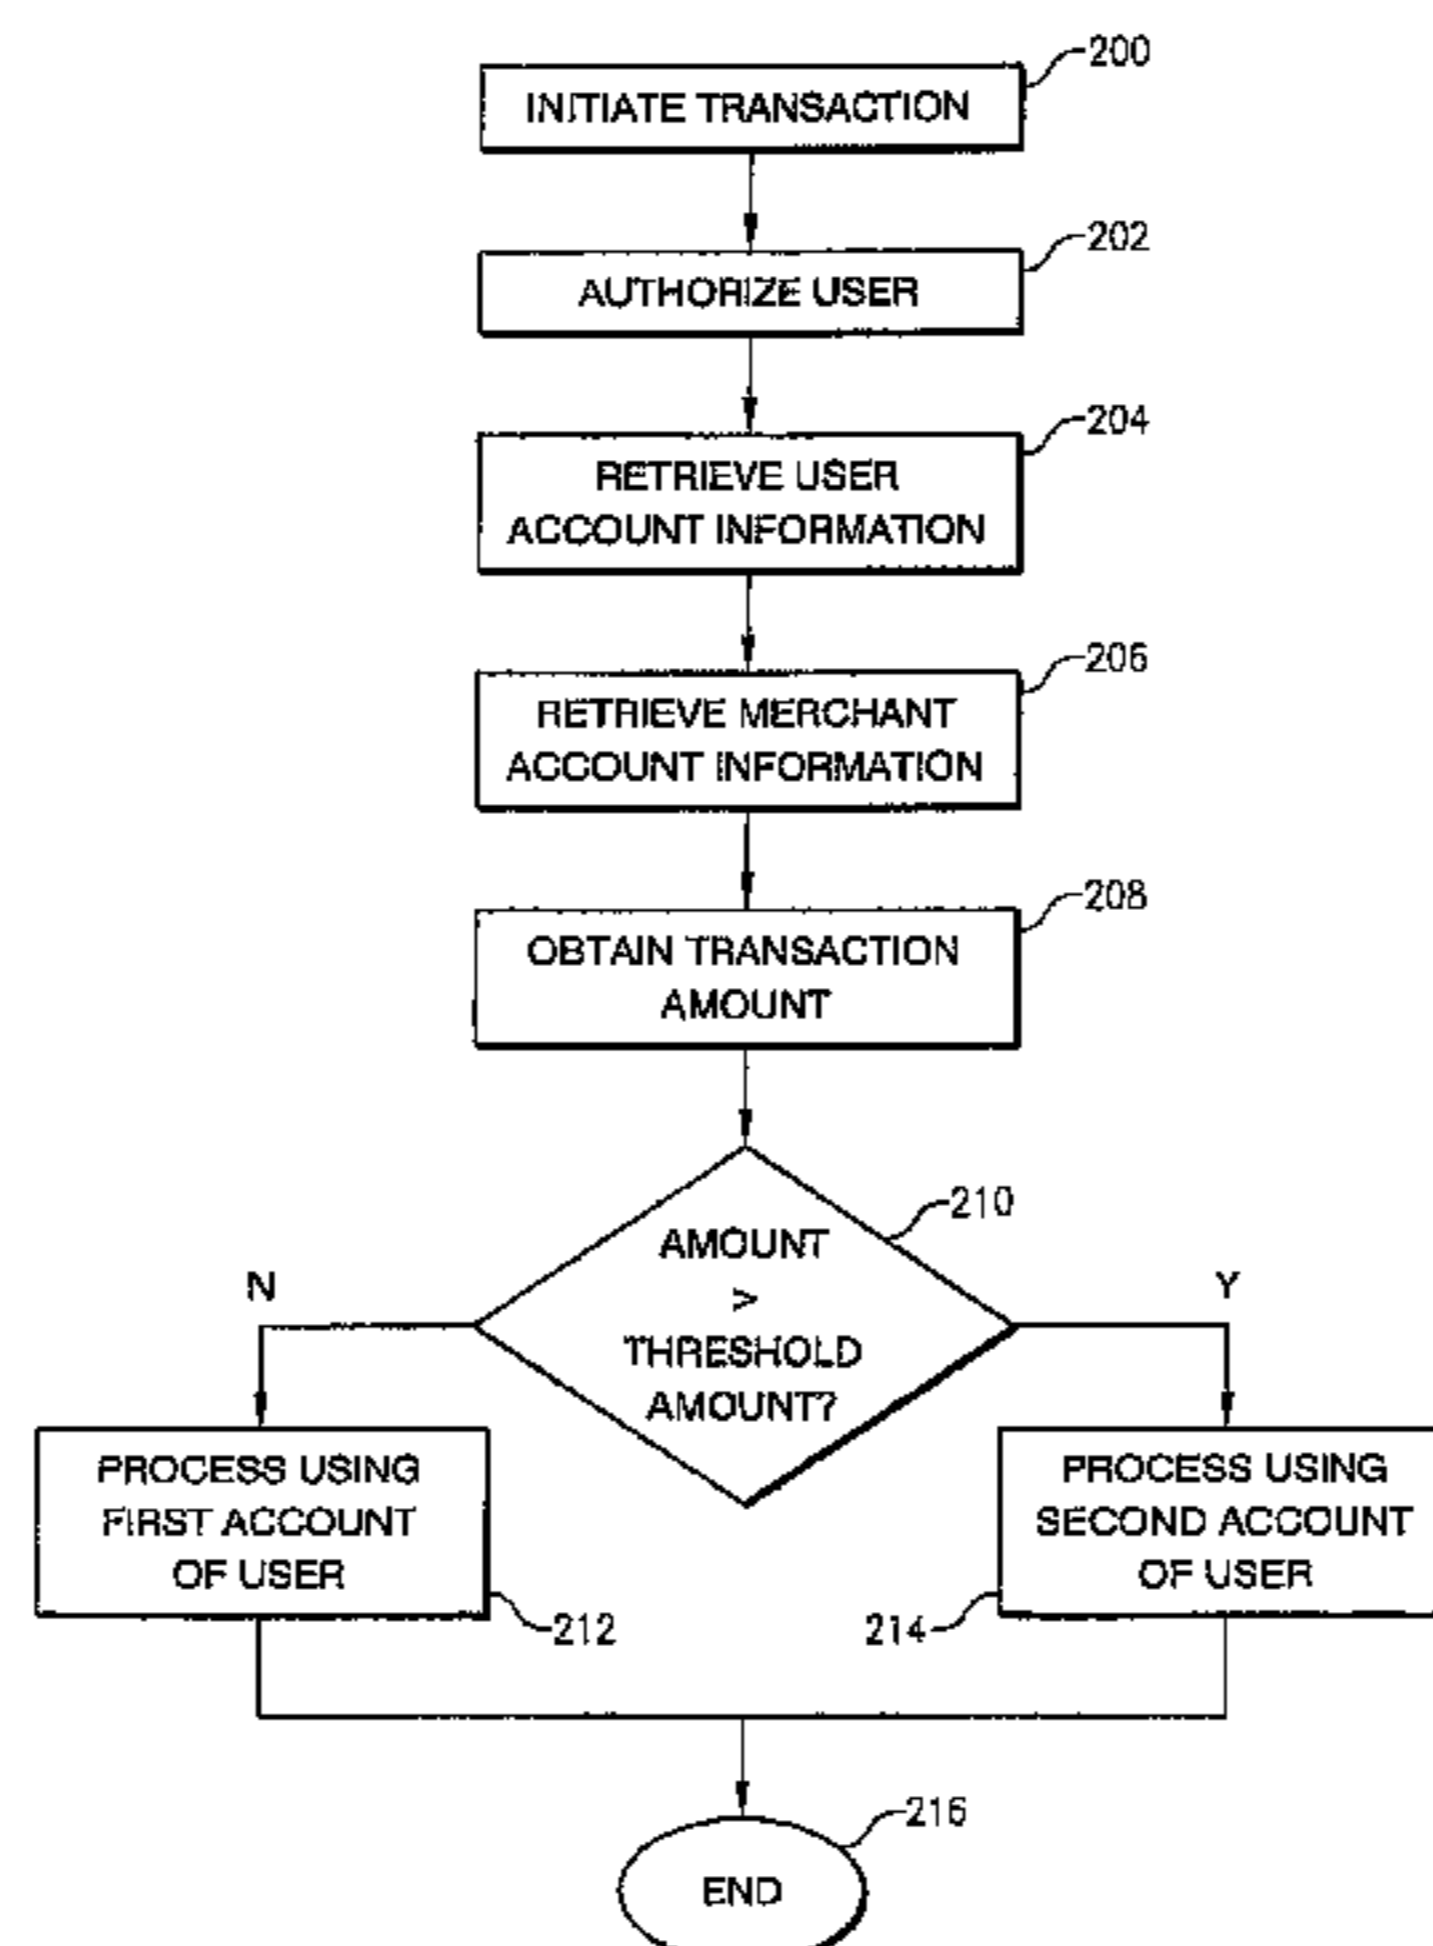 200
INITIATE TRANSACTION
202
AUTHORIZE USER
204
RETRIEVE USER
ACCOUNT INFORMATION
206
RETRIEVE MERCHANT
ACCOUNT INFORMATION
208
OBTAIN TRANSACTION
AMOUNT
210
AMOUNT
>
THRESHOLD
AMOUNT?
N
Y
PROCESS USING
FIRST ACCOUNT
OF USER
212
PROCESS USING
SECOND ACCOUNT
OF USER
214
216
END